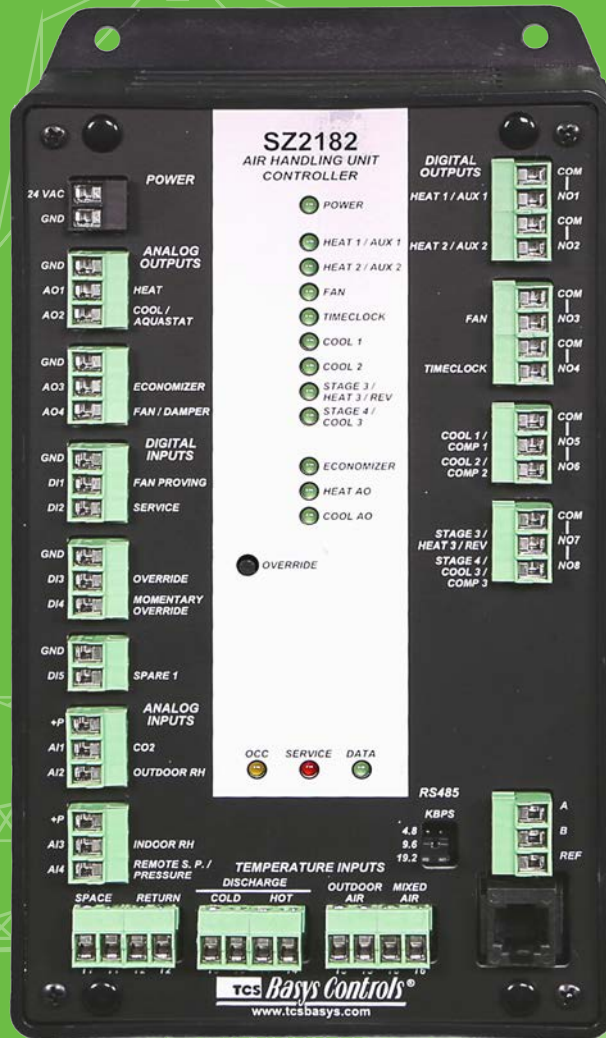 SZ2182
AIR HANDLING UNIT
CONTROLLER
POWER
HEAT 1 / AUX 1
HEAT 2 / AUX 2
FAN
TIMECLOCK
COOL 1
COOL 2
STAGE 3 /
HEAT 3 / REV
STAGE 4 /
COOL 3
ECONOMIZER
HEAT AO
COOL AO
OVERRIDE
OCC SERVICE DATA
POWER
24 VAC
GND
ANALOG
OUTPUTS
GND
AO1 HEAT
AO2 COOL /
AQUASTAT
GND
AO3 ECONOMIZER
AO4 FAN / DAMPER
DIGITAL
INPUTS
GND
DI1 FAN PROVING
DI2 SERVICE
GND
DI3 OVERRIDE
DI4 MOMENTARY
OVERRIDE
GND
DI5 SPARE 1
ANALOG
INPUTS
+P
AI1 CO2
AI2 OUTDOOR RH
+P
AI3 INDOOR RH
AI4 REMOTE S. P. /
PRESSURE
DIGITAL
OUTPUTS
COM
HEAT 1 / AUX 1 NO1
COM
HEAT 2 / AUX 2 NO2
COM
FAN NO3
COM
TIMECLOCK NO4
COM
COOL 1 /
COMP 1 NO5
COOL 2 /
COMP 2 NO6
COM
STAGE 3 /
HEAT 3 / REV NO7
STAGE 4 /
COOL 3 /
COMP 3 NO8
RS485
KBPS
4.8
9.6
19.2
A
B
REF
TEMPERATURE INPUTS
SPACE RETURN
DISCHARGE
COLD HOT
OUTDOOR
AIR
MIXED
AIR
TCS Basys Controls®
www.tcsbasys.com